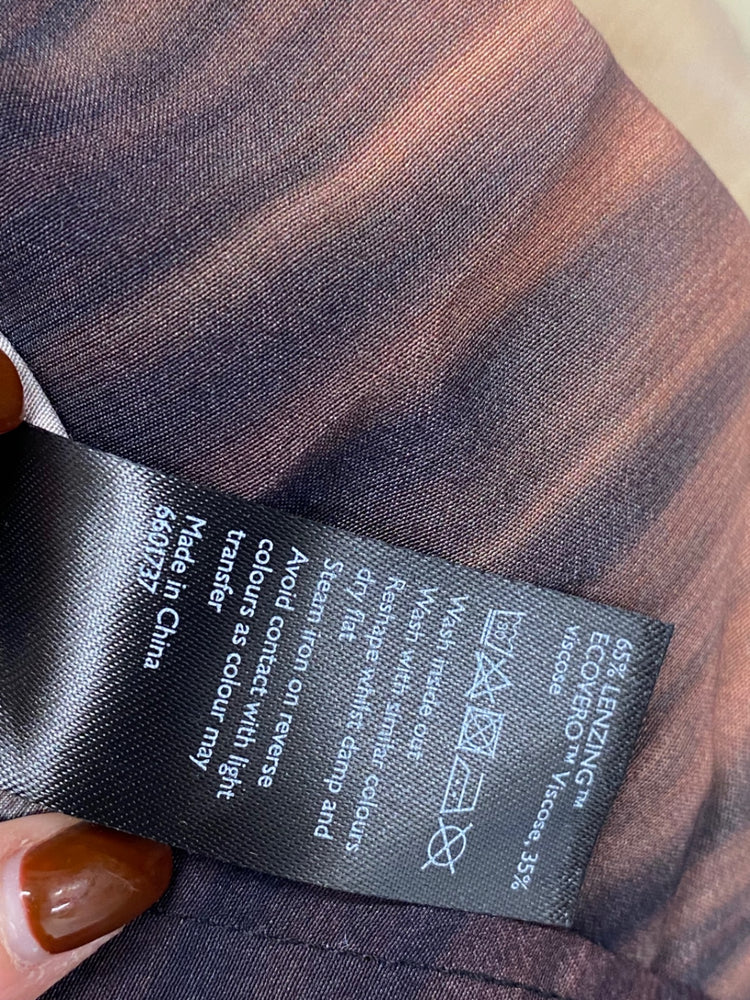 65% LENZING™
ECOVERO™ Viscose, 35%
viscose
Wash inside out
Wash with similar colours
Reshape whilst damp and
dry flat
Steam iron on reverse
Avoid contact with light
colours as colour may
transfer
6601737
Made in China